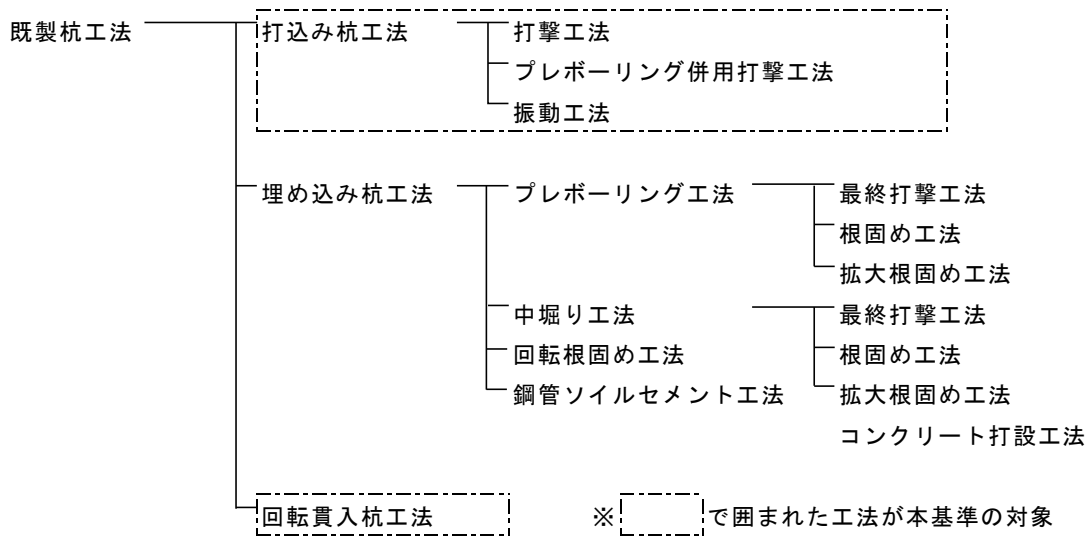 既製杭工法 打込み杭工法 打撃工法
プレボーリング併用打撃工法
振動工法
埋め込み杭工法 プレボーリング工法 最終打撃工法
根固め工法
拡大根固め工法
中堀り工法 最終打撃工法
回転根固め工法 根固め工法
鋼管ソイルセメント工法 拡大根固め工法
コンクリート打設工法
回転貫入杭工法 ※ で囲まれた工法が本基準の対象